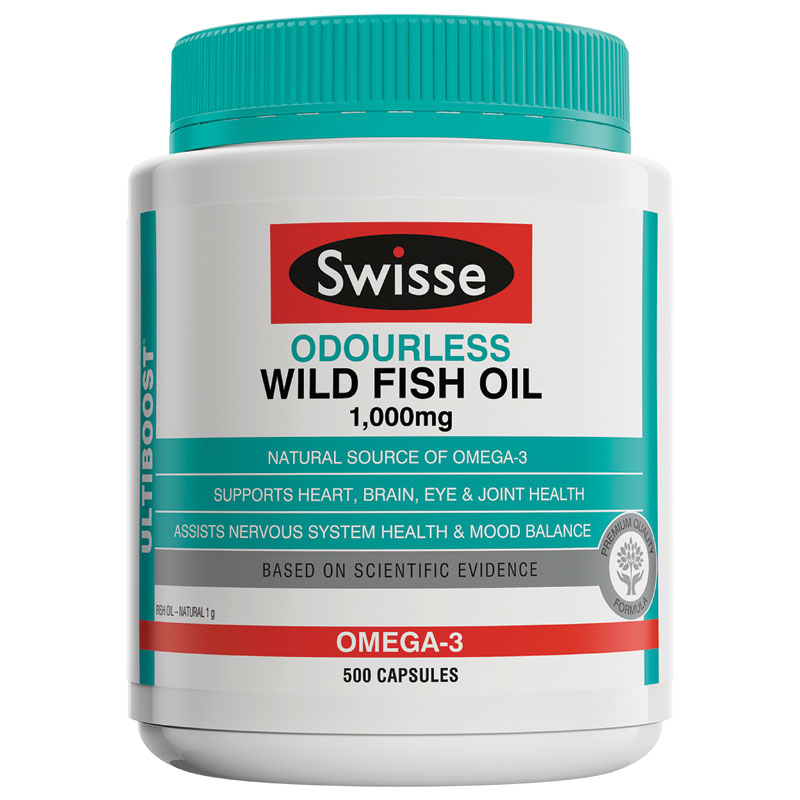 Swisse
ODOURLESS
WILD FISH OIL
1,000mg
NATURAL SOURCE OF OMEGA-3
SUPPORTS HEART, BRAIN, EYE & JOINT HEALTH
ASSISTS NERVOUS SYSTEM HEALTH & MOOD BALANCE
BASED ON SCIENTIFIC EVIDENCE
PREMIUM QUALITY
FORMULA
FISH OIL – NATURAL 1 g
OMEGA-3
500 CAPSULES
ULTIBOOST®